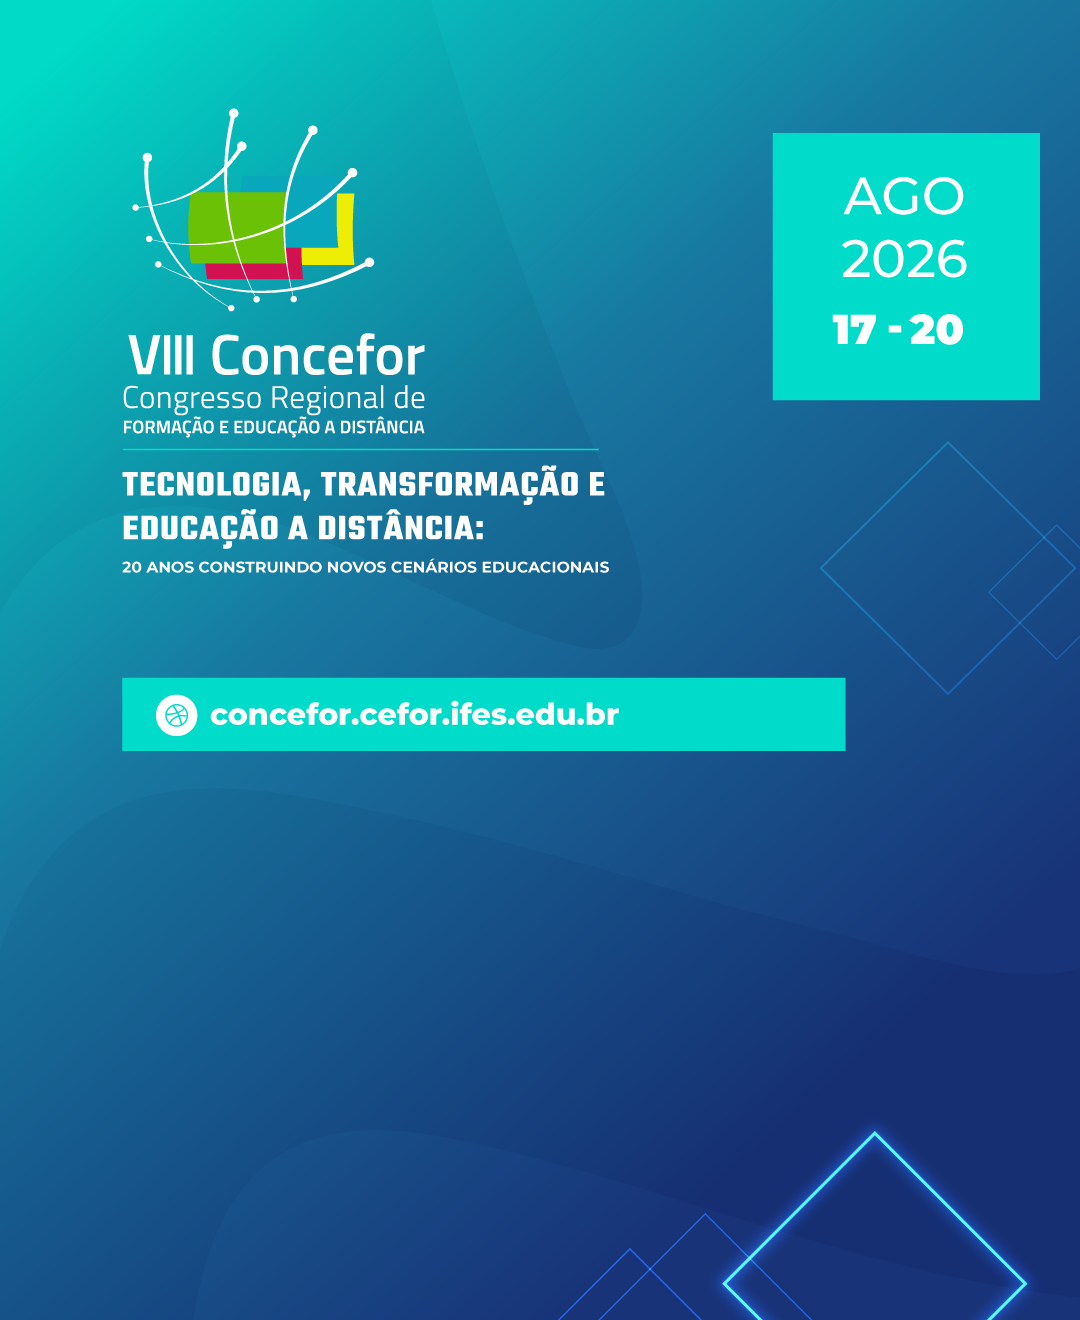 VIII Concefor
Congresso Regional de
FORMAÇÃO E EDUCAÇÃO A DISTÂNCIA
TECNOLOGIA, TRANSFORMAÇÃO E
EDUCAÇÃO A DISTÂNCIA:
20 ANOS CONSTRUINDO NOVOS CENÁRIOS EDUCACIONAIS
AGO
2026
17 - 20
concefor.cefor.ifes.edu.br